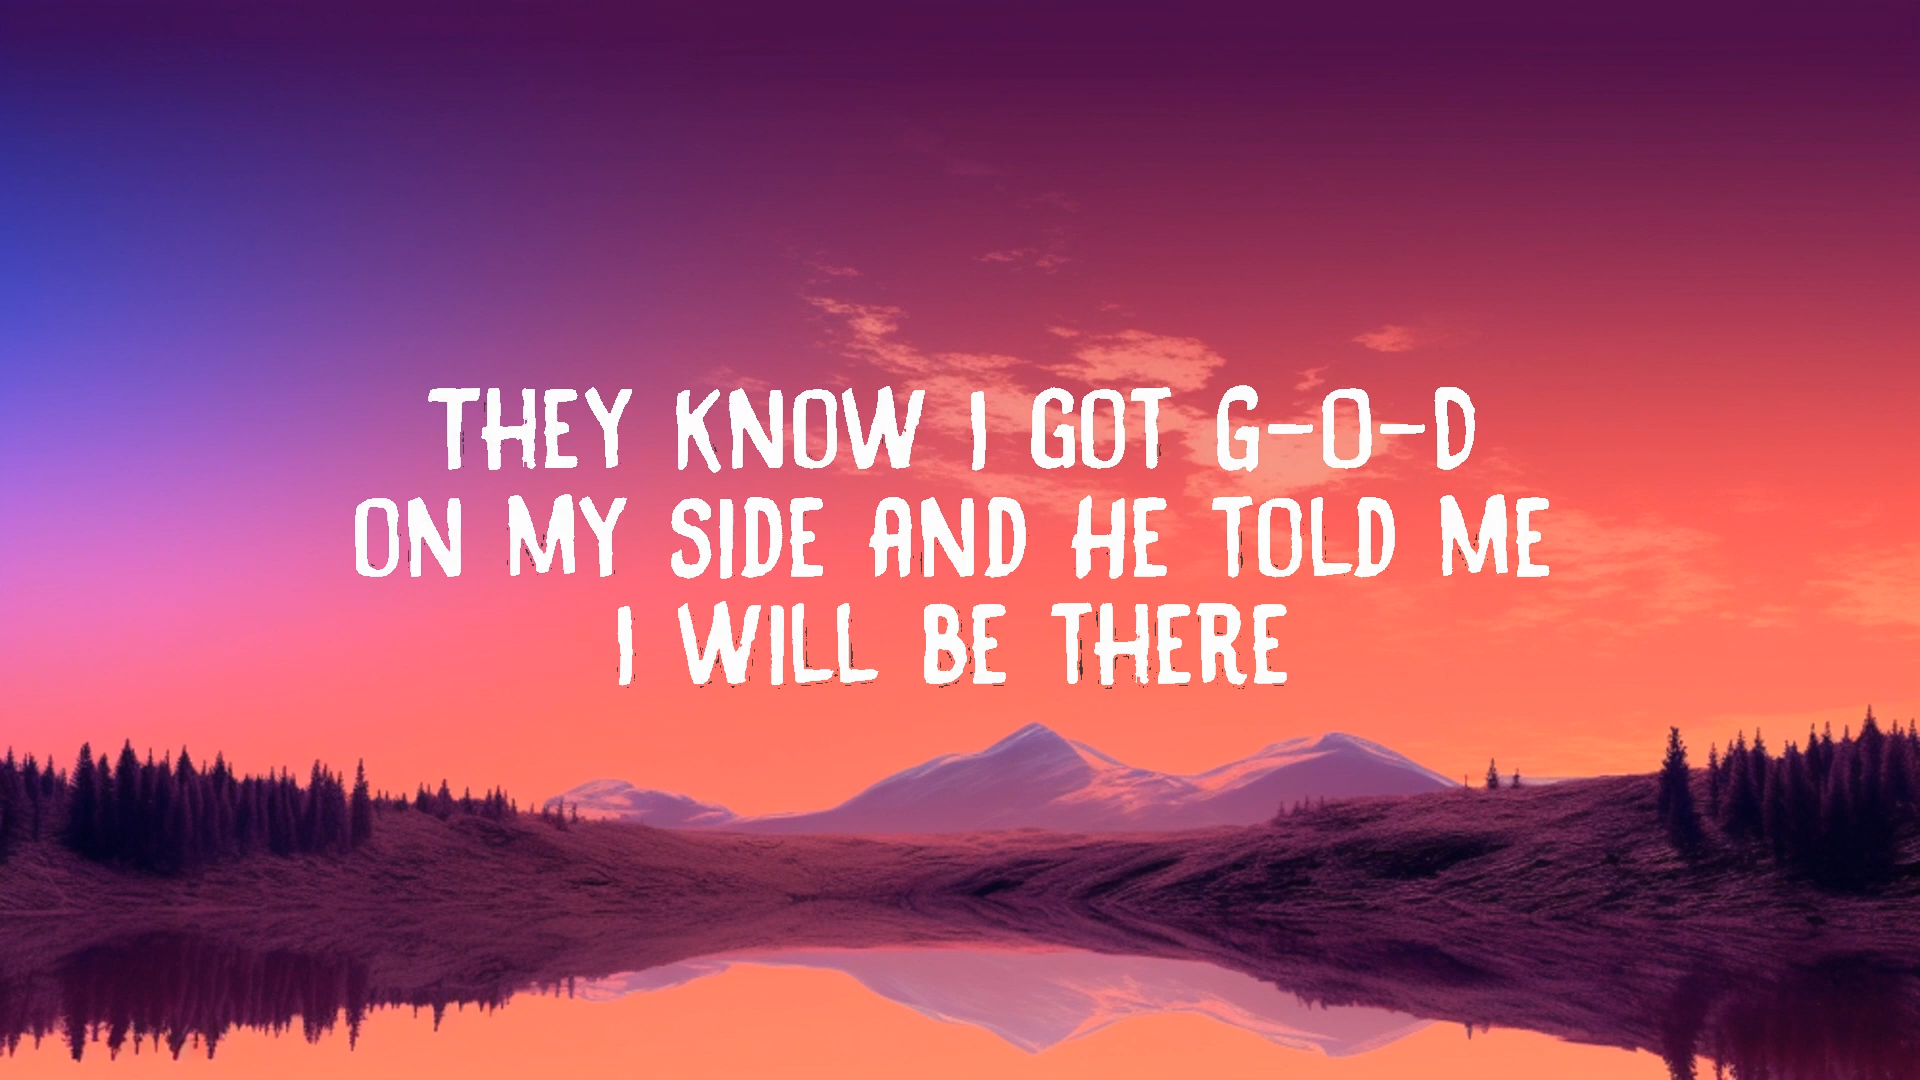 THEY KNOW I GOT G-O-D
ON MY SIDE AND HE TOLD ME
I WILL BE THERE